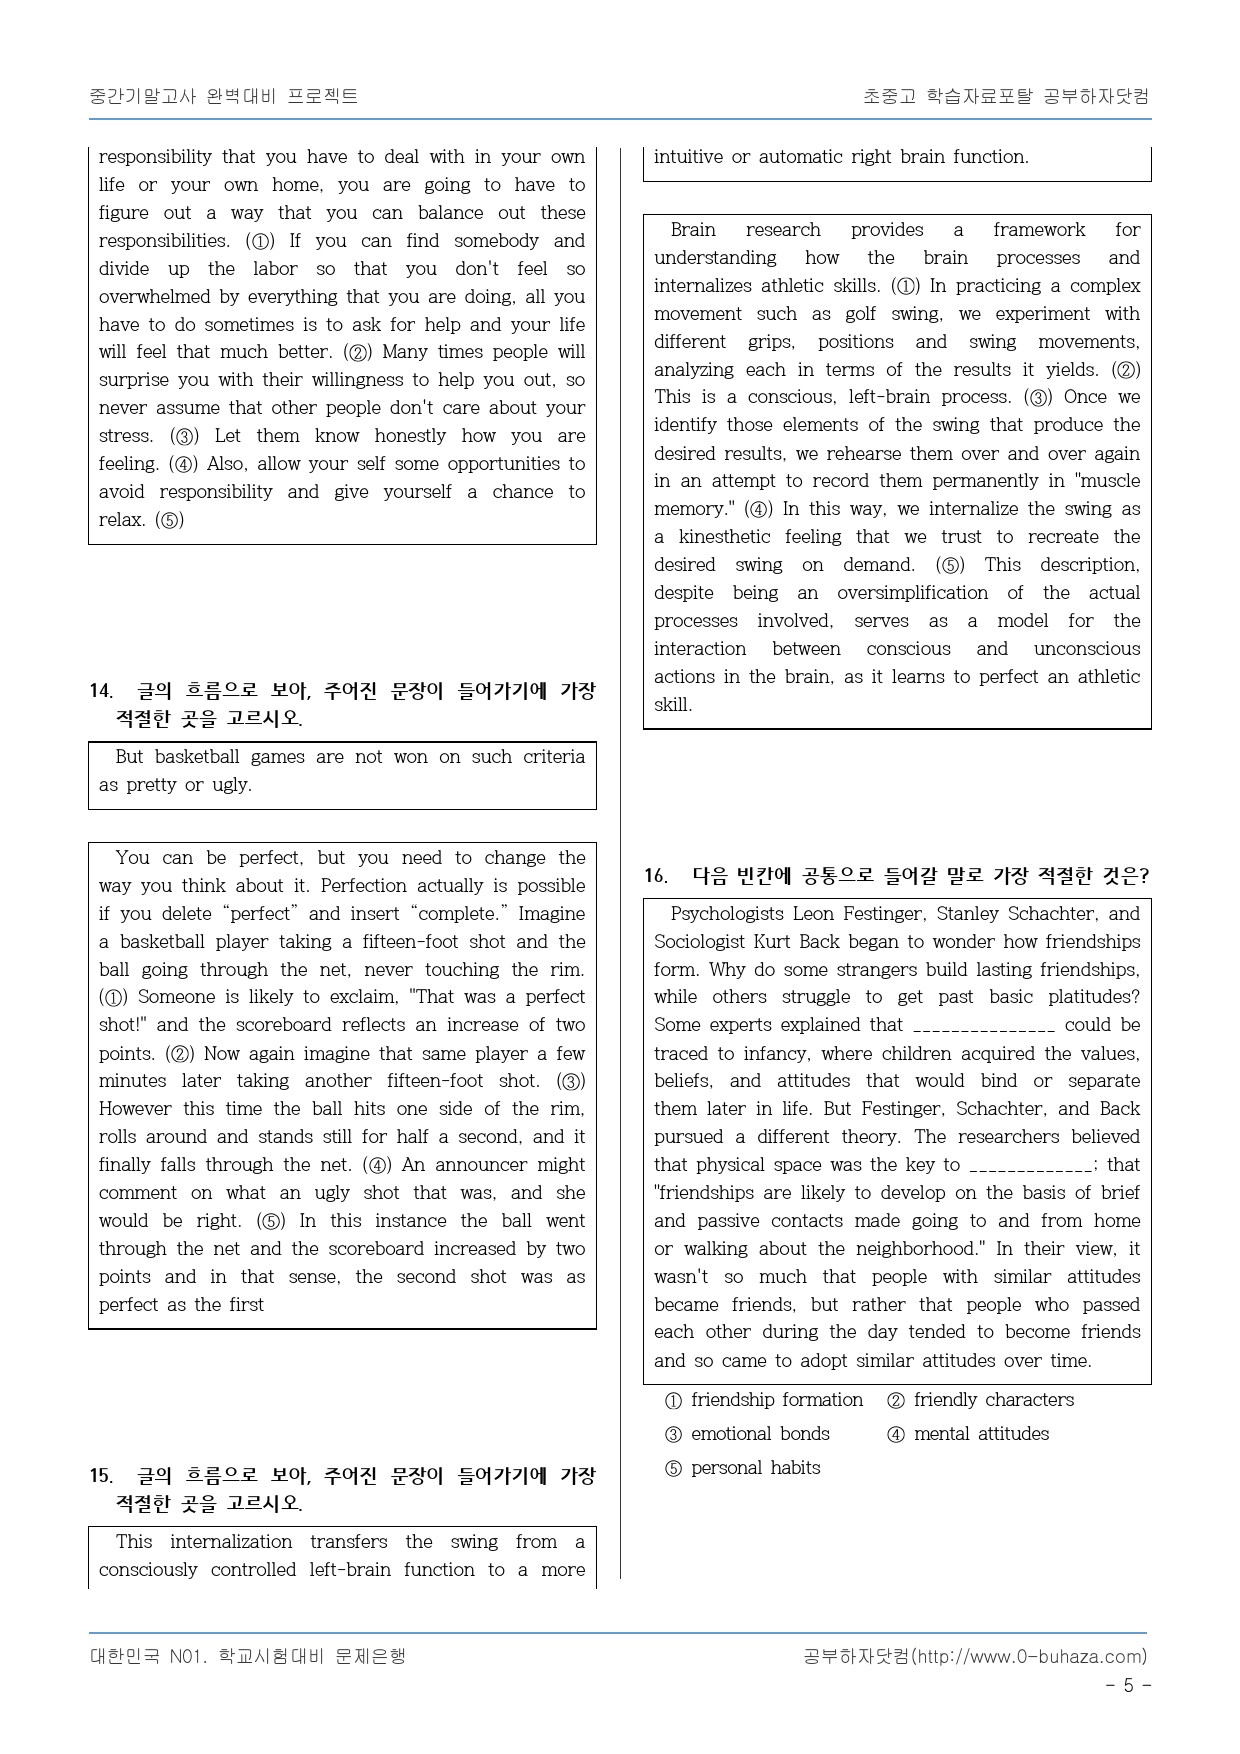 중간기말고사 완벽대비 프로젝트
초중고 학습자료포탈 공부하자닷컴
responsibility that you have to deal with in your own
life or your own home, you are going to have to
figure out a way that you can balance out these
responsibilities. (①) If you can find somebody and
divide up the labor so that you don't feel so
overwhelmed by everything that you are doing, all you
have to do sometimes is to ask for help and your life
will feel that much better. (②) Many times people will
surprise you with their willingness to help you out, so
never assume that other people don't care about your
stress. (③) Let them know honestly how you are
feeling. (④) Also, allow your self some opportunities to
avoid responsibility and give yourself a chance to
relax. (⑤)
14. 글의 흐름으로 보아, 주어진 문장이 들어가기에 가장
적절한 곳을 고르시오.
But basketball games are not won on such criteria
as pretty or ugly.
You can be perfect, but you need to change the
way you think about it. Perfection actually is possible
if you delete “perfect” and insert “complete.” Imagine
a basketball player taking a fifteen-foot shot and the
ball going through the net, never touching the rim.
(①) Someone is likely to exclaim, "That was a perfect
shot!" and the scoreboard reflects an increase of two
points. (②) Now again imagine that same player a few
minutes later taking another fifteen-foot shot. (③)
However this time the ball hits one side of the rim,
rolls around and stands still for half a second, and it
finally falls through the net. (④) An announcer might
comment on what an ugly shot that was, and she
would be right. (⑤) In this instance the ball went
through the net and the scoreboard increased by two
points and in that sense, the second shot was as
perfect as the first
15. 글의 흐름으로 보아, 주어진 문장이 들어가기에 가장
적절한 곳을 고르시오.
This internalization transfers the swing from a
consciously controlled left-brain function to a more
intuitive or automatic right brain function.
Brain research provides a framework for
understanding how the brain processes and
internalizes athletic skills. (①) In practicing a complex
movement such as golf swing, we experiment with
different grips, positions and swing movements,
analyzing each in terms of the results it yields. (②)
This is a conscious, left-brain process. (③) Once we
identify those elements of the swing that produce the
desired results, we rehearse them over and over again
in an attempt to record them permanently in "muscle
memory." (④) In this way, we internalize the swing as
a kinesthetic feeling that we trust to recreate the
desired swing on demand. (⑤) This description,
despite being an oversimplification of the actual
processes involved, serves as a model for the
interaction between conscious and unconscious
actions in the brain, as it learns to perfect an athletic
skill.
16. 다음 빈칸에 공통으로 들어갈 말로 가장 적절한 것은?
Psychologists Leon Festinger, Stanley Schachter, and
Sociologist Kurt Back began to wonder how friendships
form. Why do some strangers build lasting friendships,
while others struggle to get past basic platitudes?
Some experts explained that _______________ could be
traced to infancy, where children acquired the values,
beliefs, and attitudes that would bind or separate
them later in life. But Festinger, Schachter, and Back
pursued a different theory. The researchers believed
that physical space was the key to _____________; that
"friendships are likely to develop on the basis of brief
and passive contacts made going to and from home
or walking about the neighborhood." In their view, it
wasn't so much that people with similar attitudes
became friends, but rather that people who passed
each other during the day tended to become friends
and so came to adopt similar attitudes over time.
① friendship formation ② friendly characters
③ emotional bonds ④ mental attitudes
⑤ personal habits
대한민국 N01. 학교시험대비 문제은행
공부하자닷컴(http://www.0-buhaza.com)
- 5 -